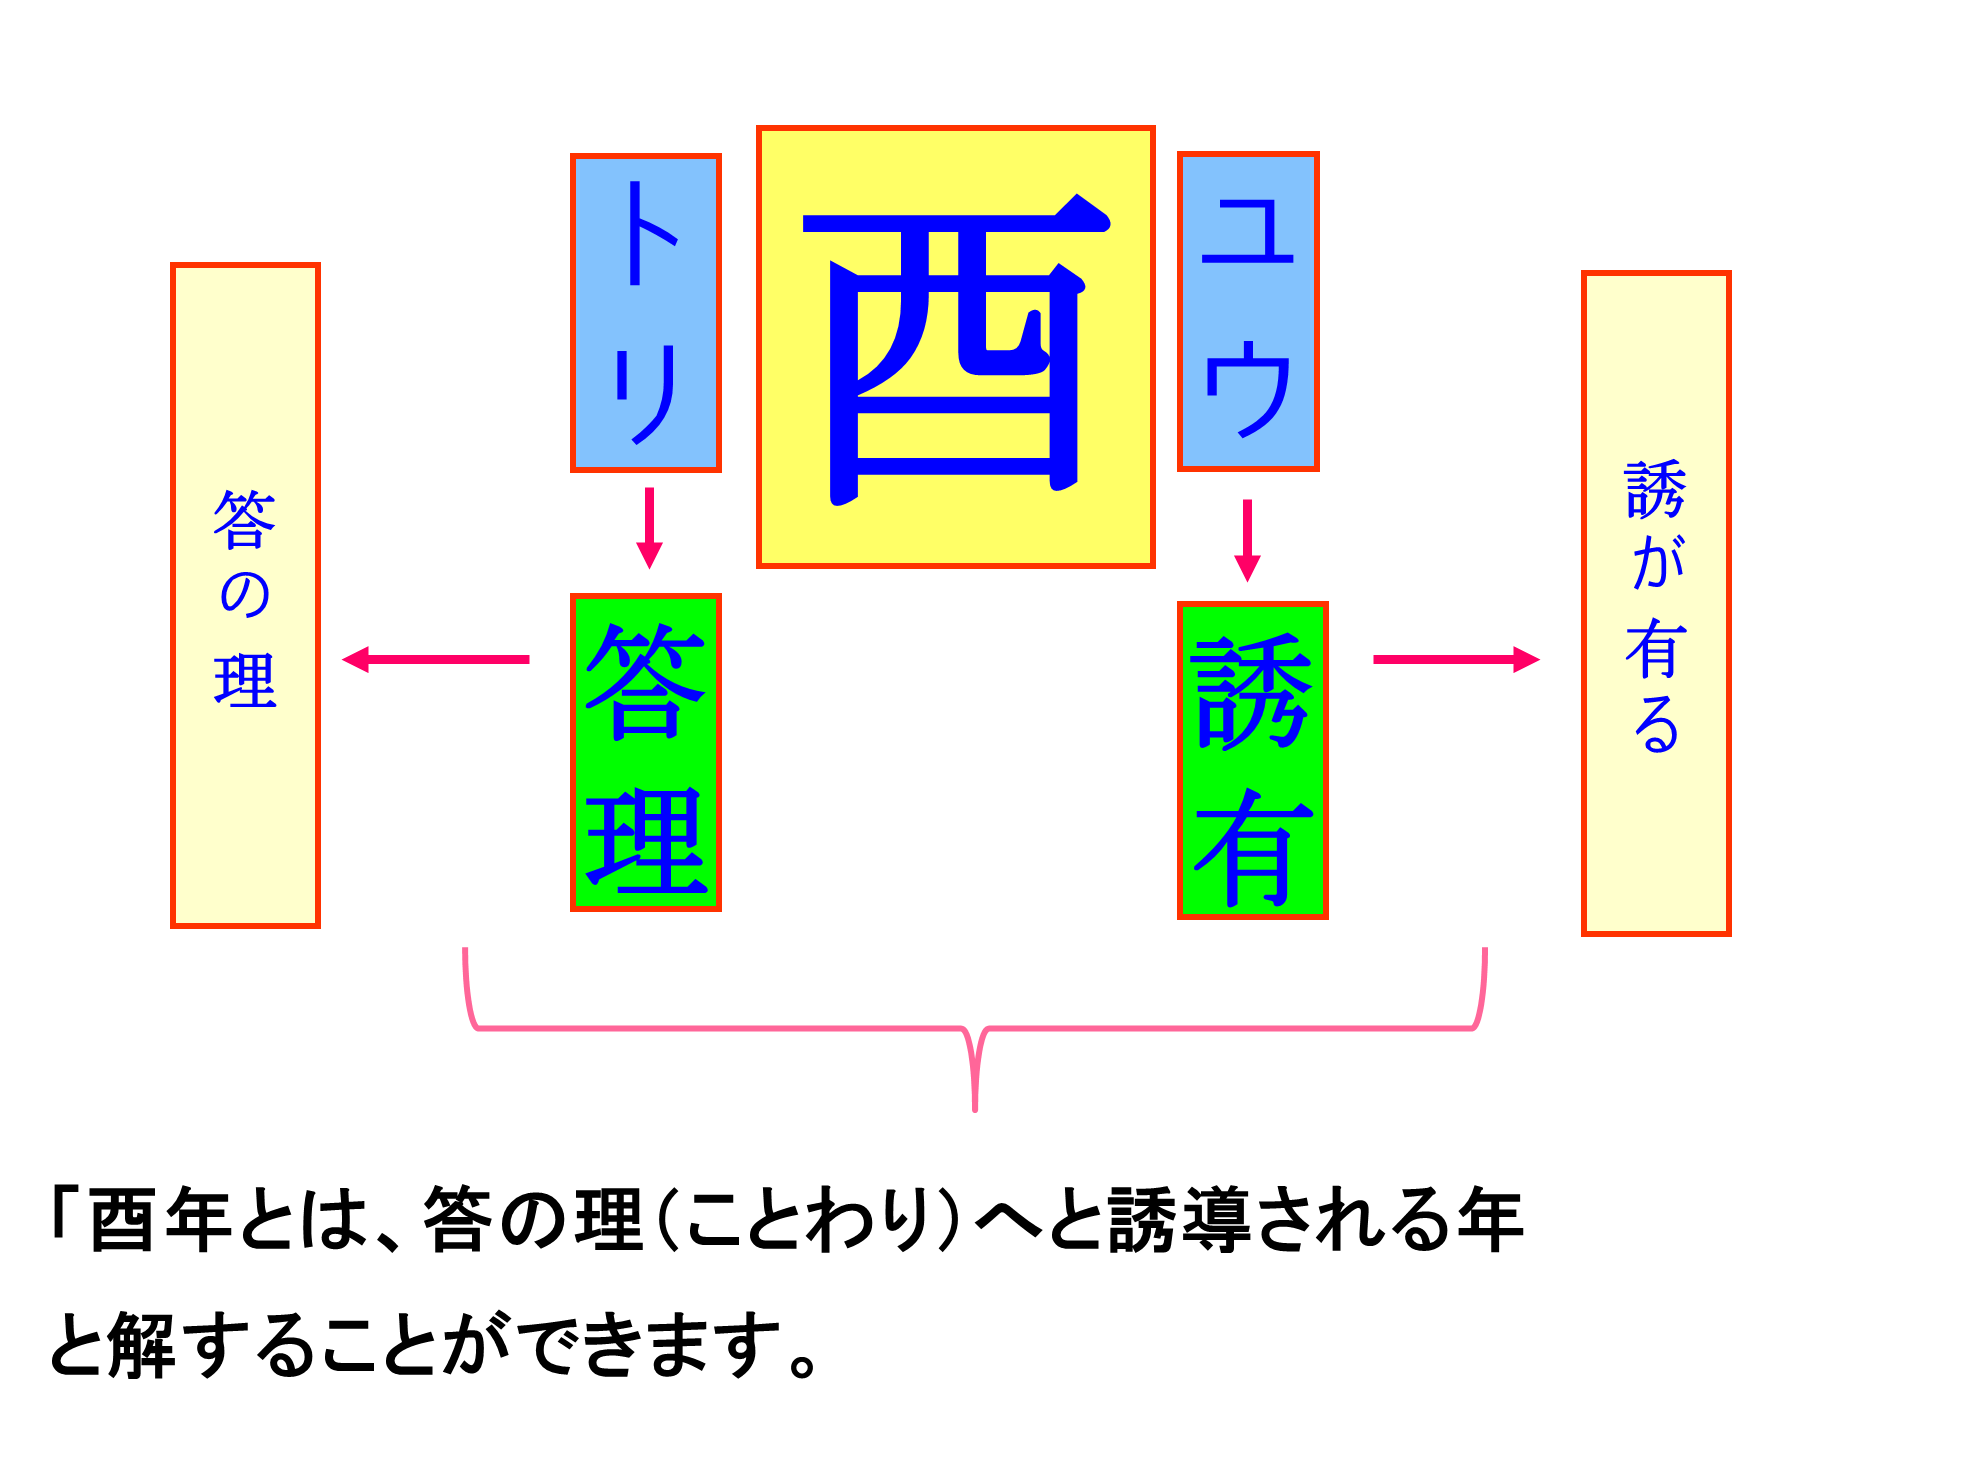 酉
トリ
ユウ
答理
誘有
答の理
誘が有る
「酉年とは、答の理（ことわり）へと誘導される年
と解することができます。